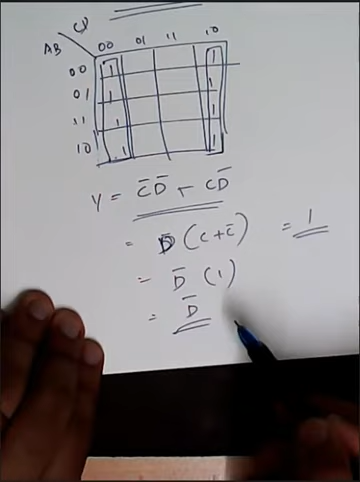 CD
AB 00 01 11 10
00 1 1
01 1 1
11 1 1
10 1 1
Y = C̄D̄ + CD̄
= D̄ (C + C̄) = 1
= D̄ (1)
= D̄